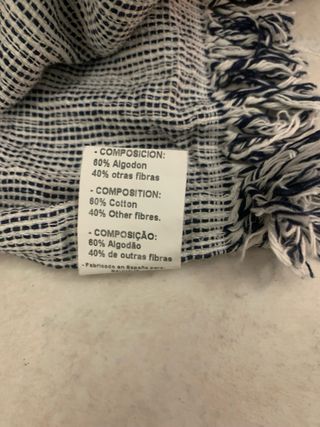 - COMPOSICION:
60% Algodon
40% otras fibras
- COMPOSITION:
60% Cotton
40% Other fibres.
- COMPOSIÇÃO:
60% Algodão
40% de outras fibras
- Fabricado en España para: